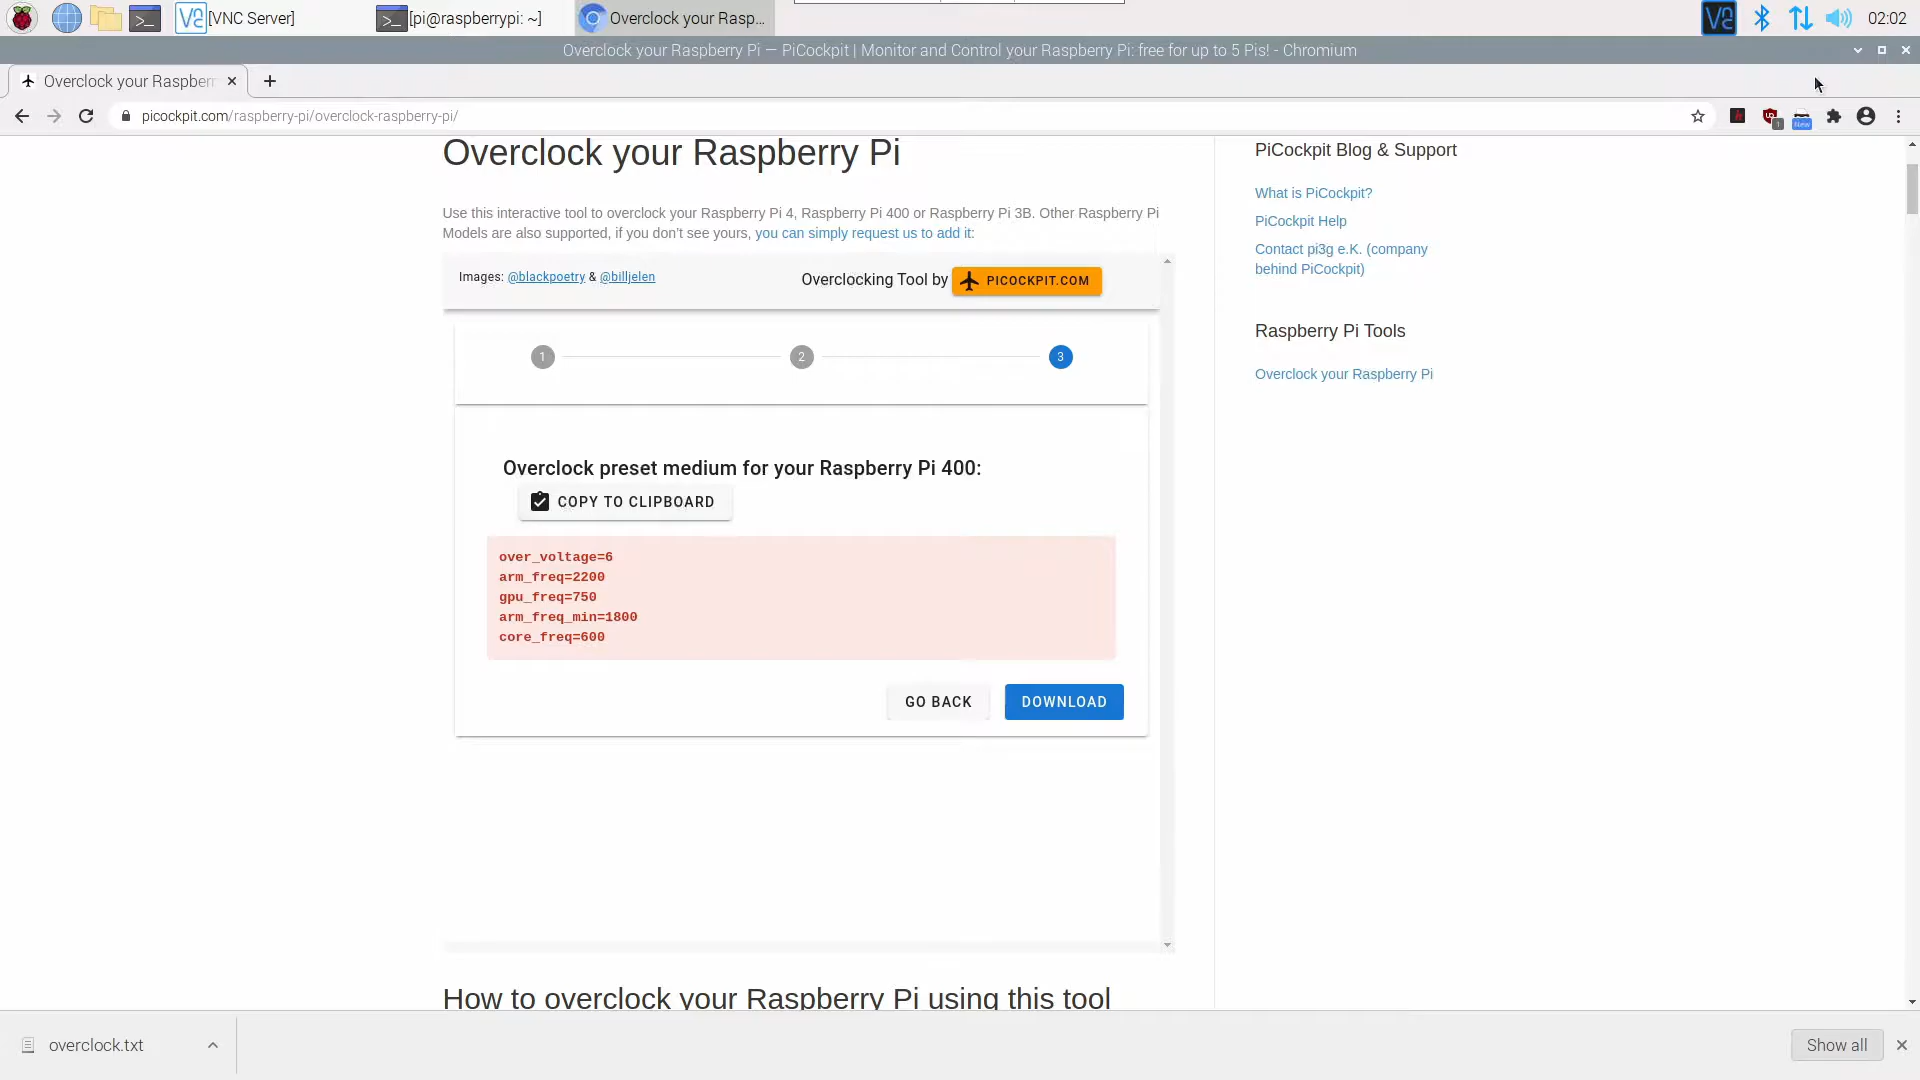 [VNC Server]
[pi@raspberrypi: ~]
Overclock your Rasp...
02:02
Overclock your Raspberry Pi — PiCockpit | Monitor and Control your Raspberry Pi: free for up to 5 Pis! - Chromium
Overclock your Raspberr
picockpit.com/raspberry-pi/overclock-raspberry-pi/
1
New
Overclock your Raspberry Pi
Use this interactive tool to overclock your Raspberry Pi 4, Raspberry Pi 400 or Raspberry Pi 3B. Other Raspberry Pi
Models are also supported, if you don't see yours, you can simply request us to add it:
Images: @blackpoetry & @billjelen
Overclocking Tool by PICOCKPIT.COM
1
2
3
Overclock preset medium for your Raspberry Pi 400:
COPY TO CLIPBOARD
over_voltage=6
arm_freq=2200
gpu_freq=750
arm_freq_min=1800
core_freq=600
GO BACK
DOWNLOAD
How to overclock your Raspberry Pi using this tool
PiCockpit Blog & Support
What is PiCockpit?
PiCockpit Help
Contact pi3g e.K. (company
behind PiCockpit)
Raspberry Pi Tools
Overclock your Raspberry Pi
overclock.txt
Show all